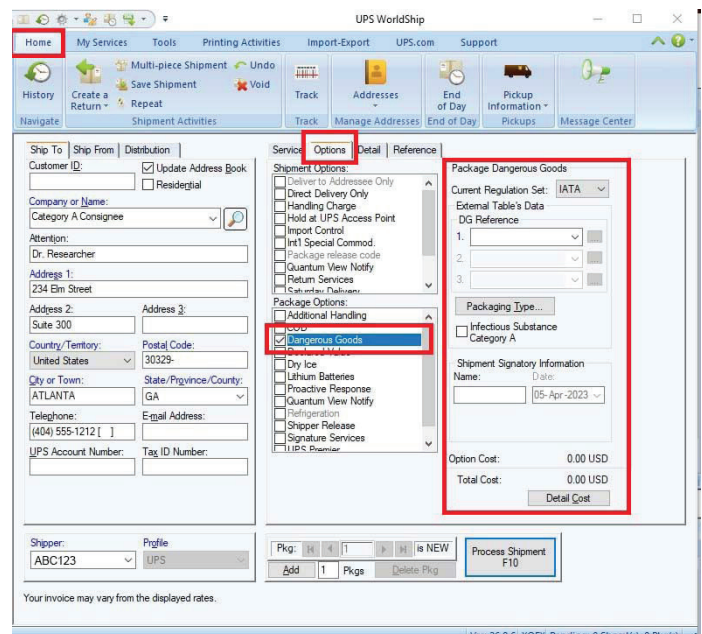 UPS WorldShip
Home My Services Tools Printing Activities Import-Export UPS.com Support
History
Navigate
Create a Return
Multi-piece Shipment Undo
Save Shipment Void
Repeat
Shipment Activities
Track
Track
Addresses
Manage Addresses
End of Day
End of Day
Pickup Information
Pickups
Message Center
Ship To Ship From Distribution
Customer ID:
Update Address Book
Residential
Company or Name:
Category A Consignee
Attention:
Dr. Researcher
Address 1:
234 Elm Street
Address 2: Address 3:
Suite 300
Country/Territory: Postal Code:
United States 30329-
City or Town: State/Province/County:
ATLANTA GA
Telephone: E-mail Address:
(404) 555-1212 [ ]
UPS Account Number: Tax ID Number:
Shipper: Profile
ABC123 UPS
Your invoice may vary from the displayed rates.
Service Options Detail Reference
Shipment Options:
Deliver to Addressee Only
Direct Delivery Only
Handling Charge
Hold at UPS Access Point
Import Control
Int'l Special Commod.
Package release code
Quantum View Notify
Return Services
Saturday Delivery
Package Options:
Additional Handling
COD
Dangerous Goods
Declared Value
Dry Ice
Lithium Batteries
Proactive Response
Quantum View Notify
Refrigeration
Shipper Release
Signature Services
UPS Premier
Package Dangerous Goods
Current Regulation Set: IATA
External Table's Data
DG Reference
1.
2.
3.
Packaging Type...
Infectious Substance
Category A
Shipment Signatory Information
Name: Date:
05-Apr-2023
Option Cost: 0.00 USD
Total Cost: 0.00 USD
Detail Cost
Pkg: 1 is NEW
Add 1 Pkgs Delete Pkg
Process Shipment
F10